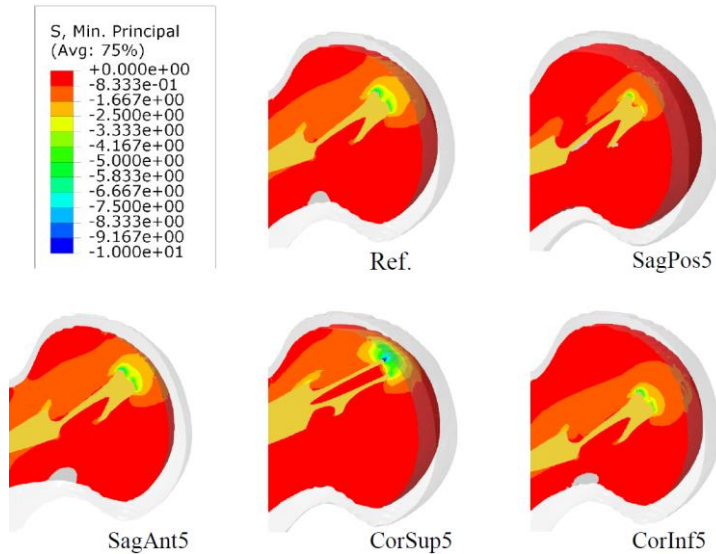 S, Min. Principal
(Avg: 75%)
+0.000e+00
-8.333e-01
-1.667e+00
-2.500e+00
-3.333e+00
-4.167e+00
-5.000e+00
-5.833e+00
-6.667e+00
-7.500e+00
-8.333e+00
-9.167e+00
-1.000e+01
Ref.
SagPos5
SagAnt5
CorSup5
CorInf5